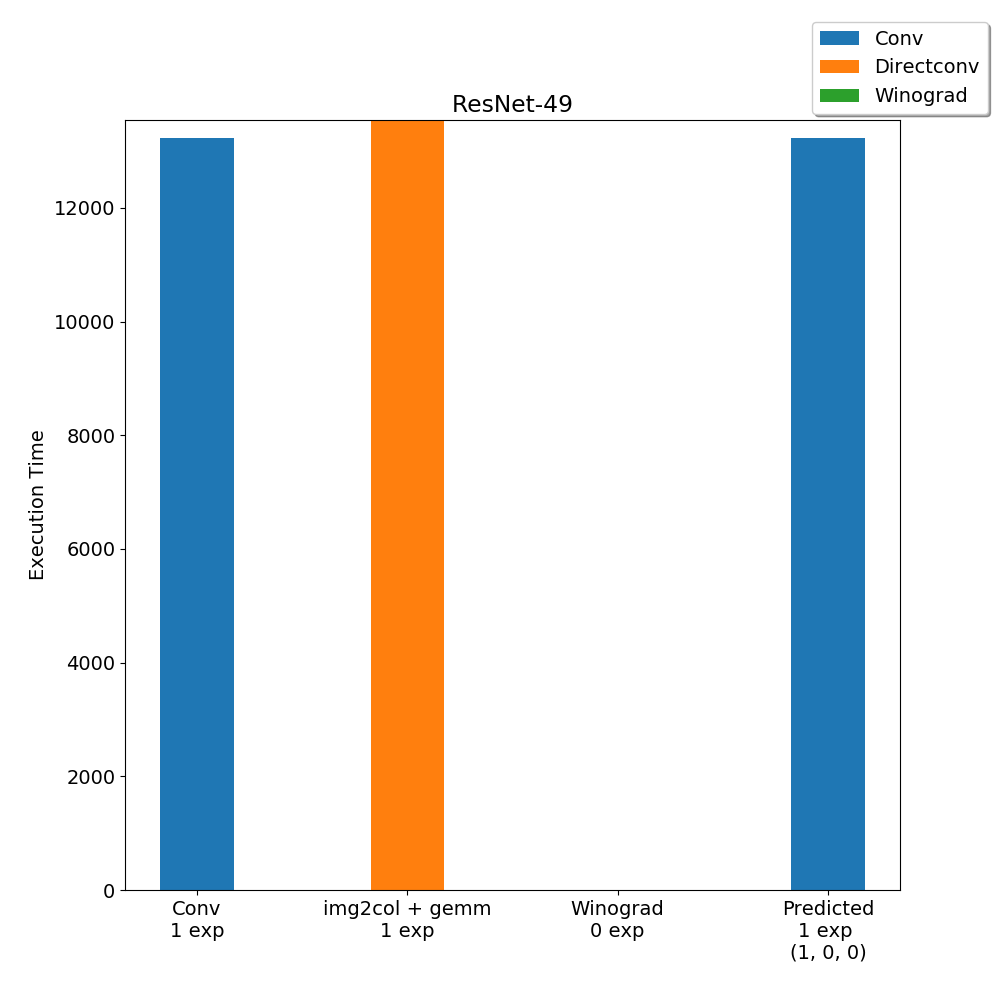 Conv
Directconv
Winograd
ResNet-49
12000
10000
8000
6000
4000
2000
0
Execution Time
Conv
1 exp
img2col + gemm
1 exp
Winograd
0 exp
Predicted
1 exp
(1, 0, 0)